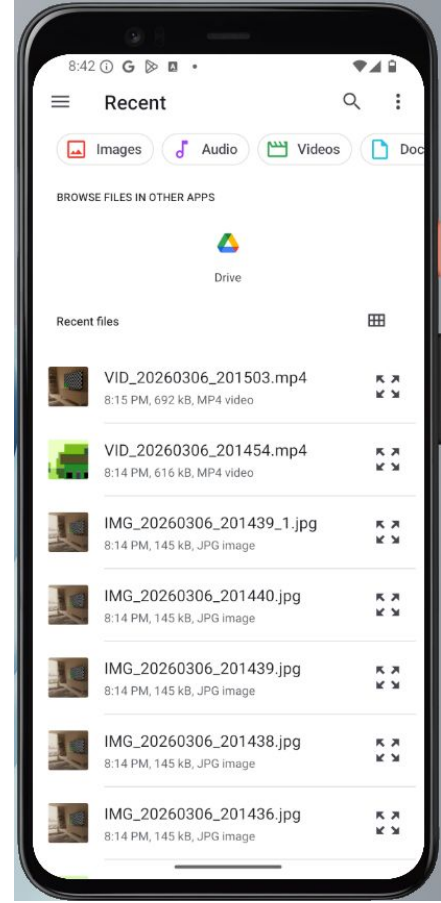 8:42
Recent
Images
Audio
Videos
Doc
BROWSE FILES IN OTHER APPS
Drive
Recent files
VID_20260306_201503.mp4
8:15 PM, 692 kB, MP4 video
VID_20260306_201454.mp4
8:14 PM, 616 kB, MP4 video
IMG_20260306_201439_1.jpg
8:14 PM, 145 kB, JPG image
IMG_20260306_201440.jpg
8:14 PM, 145 kB, JPG image
IMG_20260306_201439.jpg
8:14 PM, 145 kB, JPG image
IMG_20260306_201438.jpg
8:14 PM, 145 kB, JPG image
IMG_20260306_201436.jpg
8:14 PM, 145 kB, JPG image